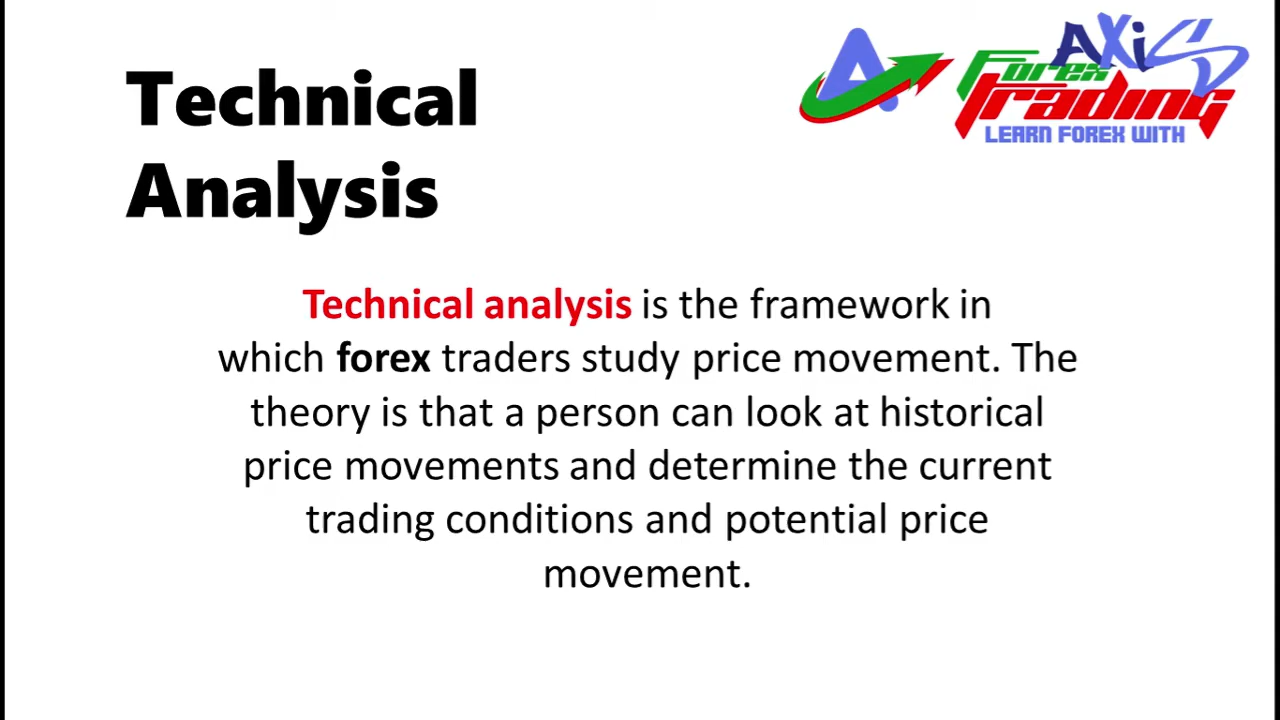 Technical
Analysis
AXiS
Forex
Trading
LEARN FOREX WITH
Technical analysis is the framework in
which forex traders study price movement. The
theory is that a person can look at historical
price movements and determine the current
trading conditions and potential price
movement.